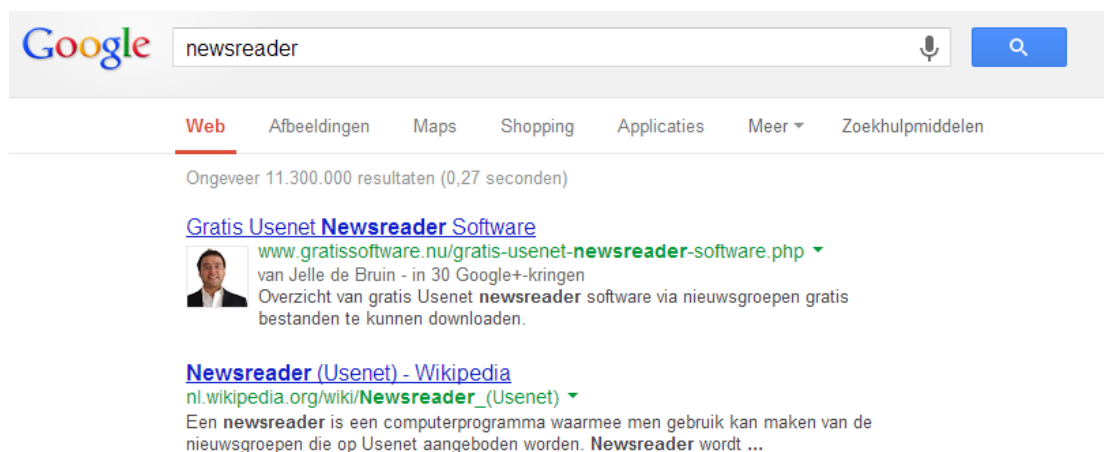 Google newsreader
Web Afbeeldingen Maps Shopping Applicaties Meer Zoekhulpmiddelen
Ongeveer 11.300.000 resultaten (0,27 seconden)
Gratis Usenet Newsreader Software
www.gratissoftware.nu/gratis-usenet-newsreader-software.php
van Jelle de Bruin - in 30 Google+-kringen
Overzicht van gratis Usenet newsreader software via nieuwsgroepen gratis
bestanden te kunnen downloaden.
Newsreader (Usenet) - Wikipedia
nl.wikipedia.org/wiki/Newsreader_(Usenet)
Een newsreader is een computerprogramma waarmee men gebruik kan maken van de
nieuwsgroepen die op Usenet aangeboden worden. Newsreader wordt ...